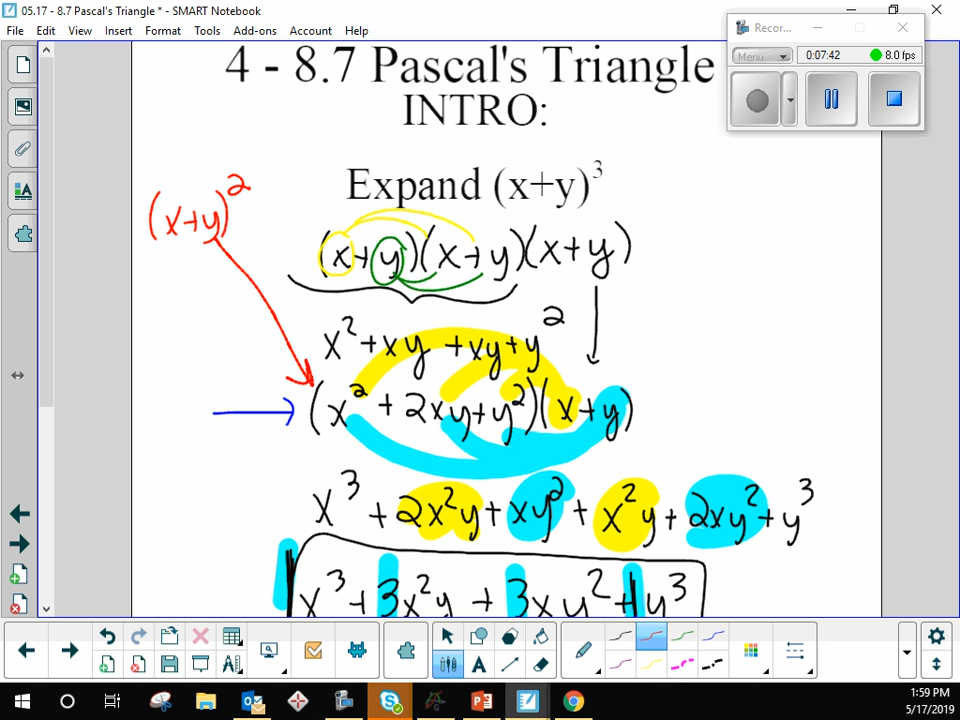 05.17 - 8.7 Pascal's Triangle * - SMART Notebook
File Edit View Insert Format Tools Add-ons Account Help
Recor...
Menu
0:07:42
8.0 fps
4 - 8.7 Pascal's Triangle
INTRO:
Expand (x+y)³
(x+y)²
(x+y)(x+y)(x+y)
x²+xy+xy+y²
(x²+2xy+y²)(x+y)
x³+2x²y+xy²+x²y+2xy²+y³
1x³+3x²y+3xy²+1y³
1:59 PM
5/17/2019